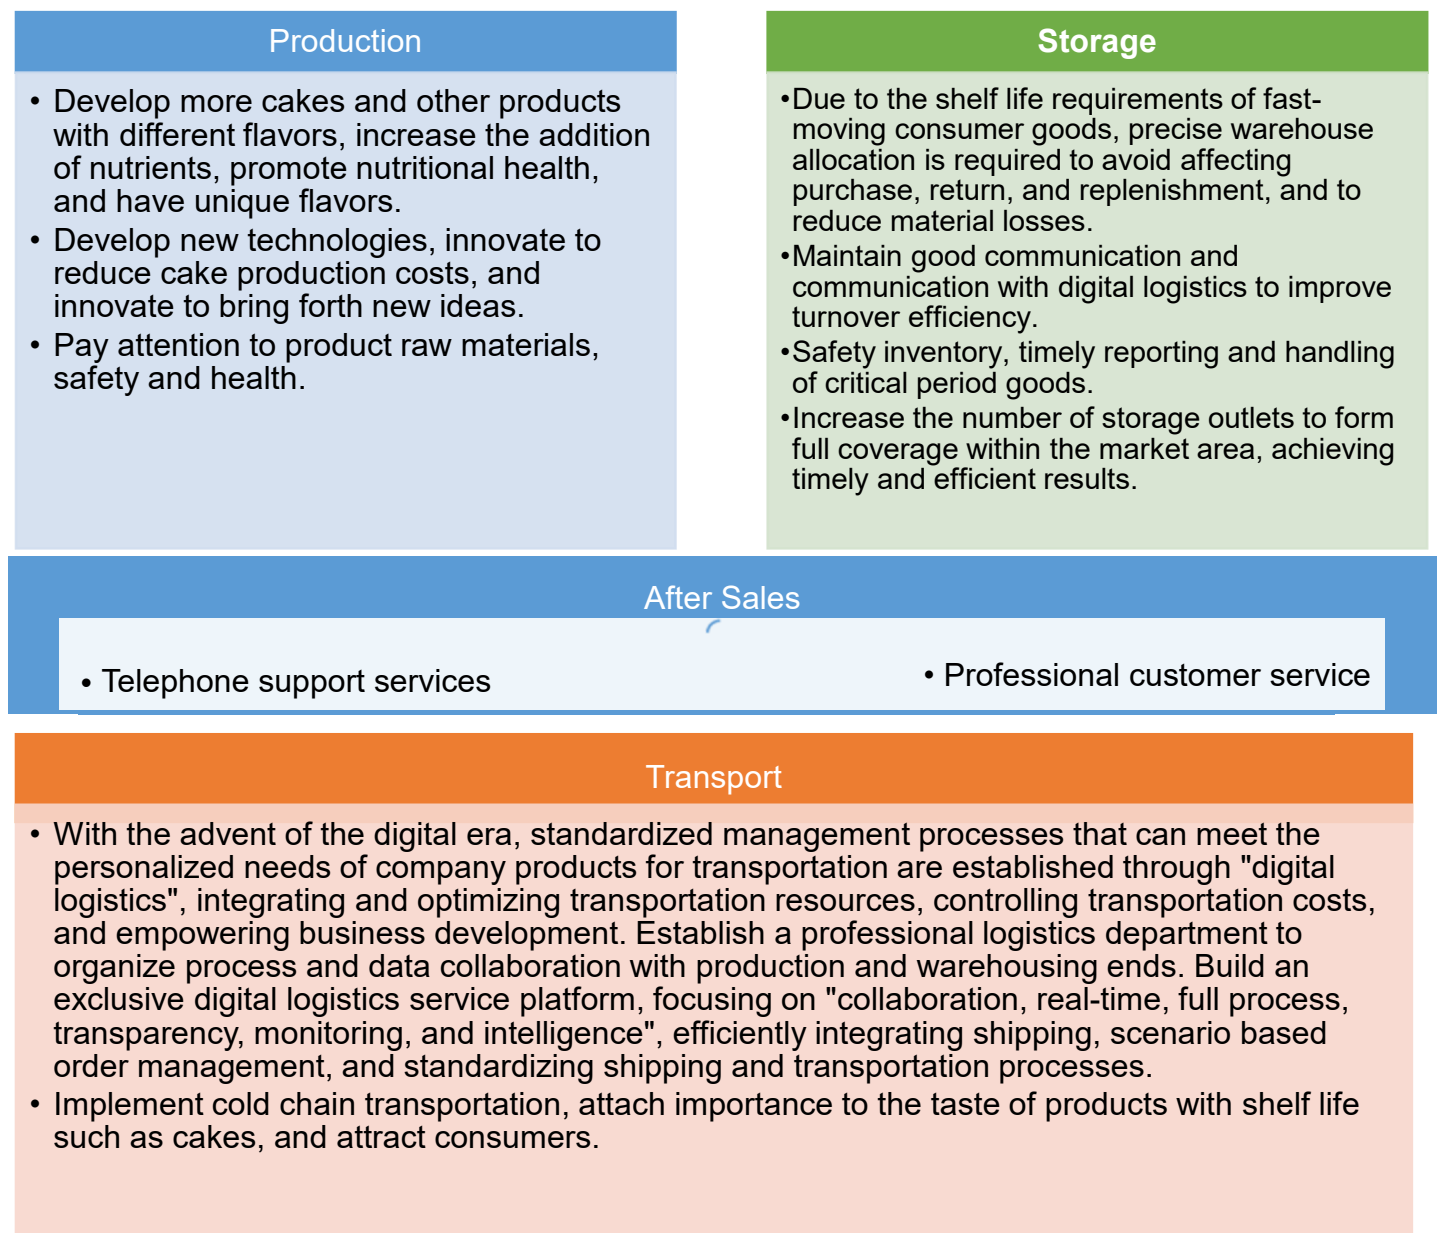 Production
• Develop more cakes and other products
with different flavors, increase the addition
of nutrients, promote nutritional health,
and have unique flavors.
• Develop new technologies, innovate to
reduce cake production costs, and
innovate to bring forth new ideas.
• Pay attention to product raw materials,
safety and health.
Storage
•Due to the shelf life requirements of fast-
moving consumer goods, precise warehouse
allocation is required to avoid affecting
purchase, return, and replenishment, and to
reduce material losses.
•Maintain good communication and
communication with digital logistics to improve
turnover efficiency.
•Safety inventory, timely reporting and handling
of critical period goods.
•Increase the number of storage outlets to form
full coverage within the market area, achieving
timely and efficient results.
After Sales
• Telephone support services
• Professional customer service
Transport
• With the advent of the digital era, standardized management processes that can meet the
personalized needs of company products for transportation are established through "digital
logistics", integrating and optimizing transportation resources, controlling transportation costs,
and empowering business development. Establish a professional logistics department to
organize process and data collaboration with production and warehousing ends. Build an
exclusive digital logistics service platform, focusing on "collaboration, real-time, full process,
transparency, monitoring, and intelligence", efficiently integrating shipping, scenario based
order management, and standardizing shipping and transportation processes.
• Implement cold chain transportation, attach importance to the taste of products with shelf life
such as cakes, and attract consumers.